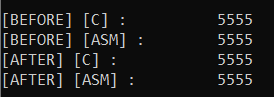 [BEFORE] [C] : 5555
[BEFORE] [ASM] : 5555
[AFTER] [C] : 5555
[AFTER] [ASM] : 5555